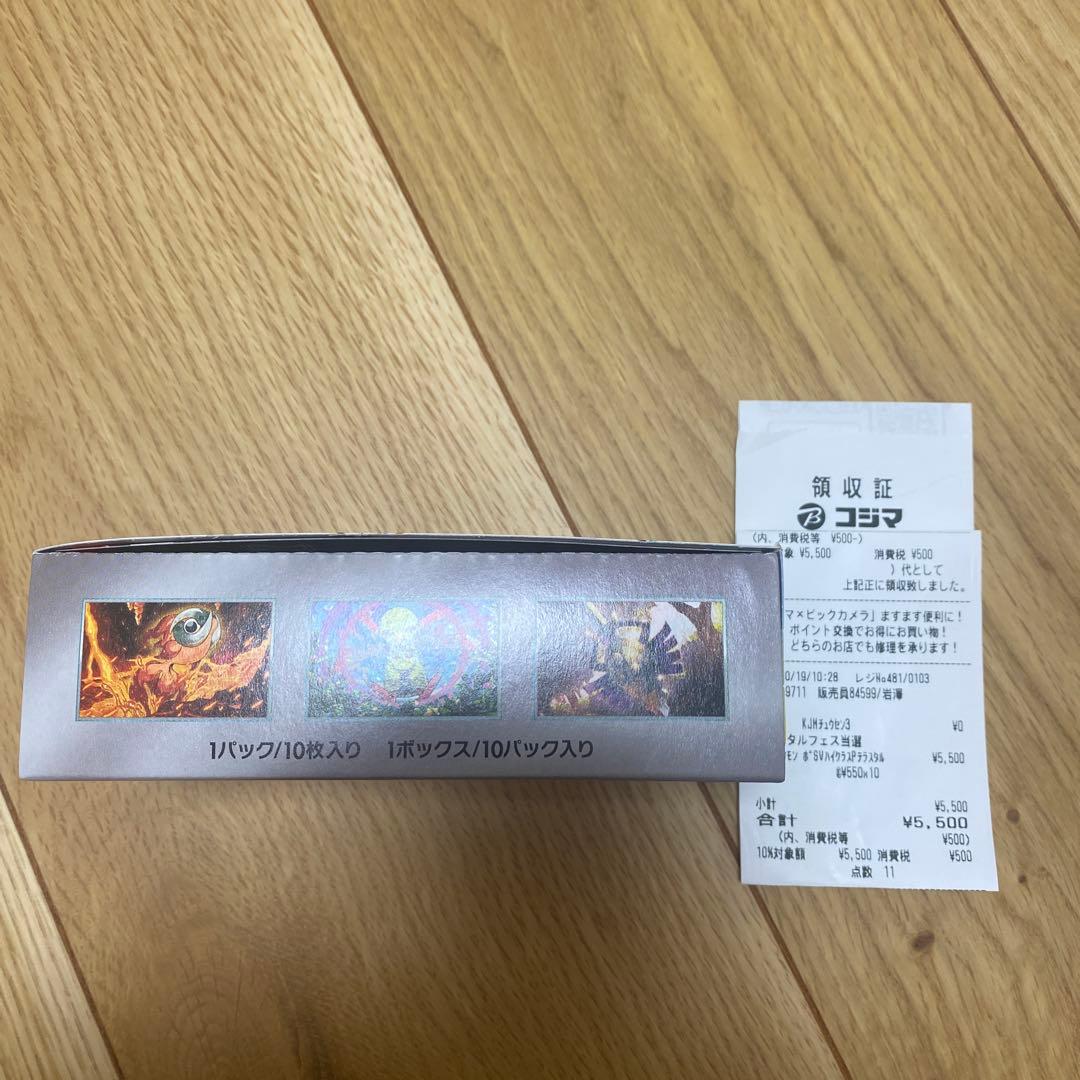 1パック/10枚入り 1ボックス/10パック入り
領収証
B コジマ
(内、消費税等 ¥500-)
象 ¥5,500 消費税 ¥500
) 代として
上記正に領収致しました。
マ×ビックカメラ」ますます便利に!
ポイント交換でお得にお買い物!
どちらのお店でも修理を承ります!
0/19/10:28 レジNo481/0103
9711 販売員84599/岩澤
KJMチュウセン3 ¥0
タルフェス当選
モン ポSVハイクラスPテラスタル ¥5,500
@¥550×10
小計 ¥5,500
合計 ¥5,500
(内、消費税等 ¥500)
10%対象額 ¥5,500 消費税 ¥500
点数 11